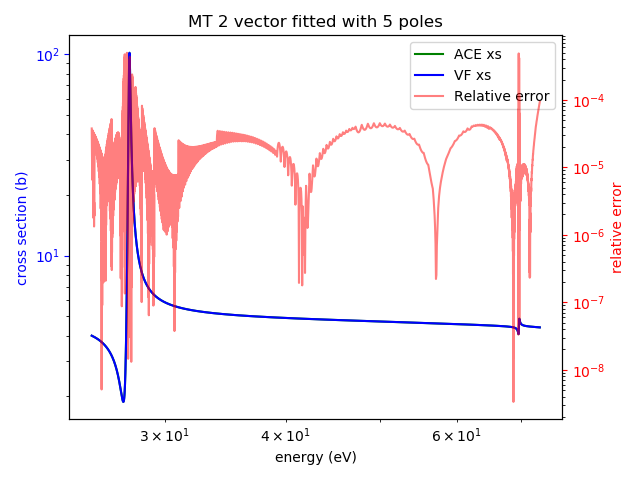 MT 2 vector fitted with 5 poles
ACE xs
VF xs
Relative error
cross section (b)
10²
10¹
10⁻⁴
10⁻⁵
10⁻⁶
10⁻⁷
10⁻⁸
relative error
3 × 10¹
4 × 10¹
6 × 10¹
energy (eV)